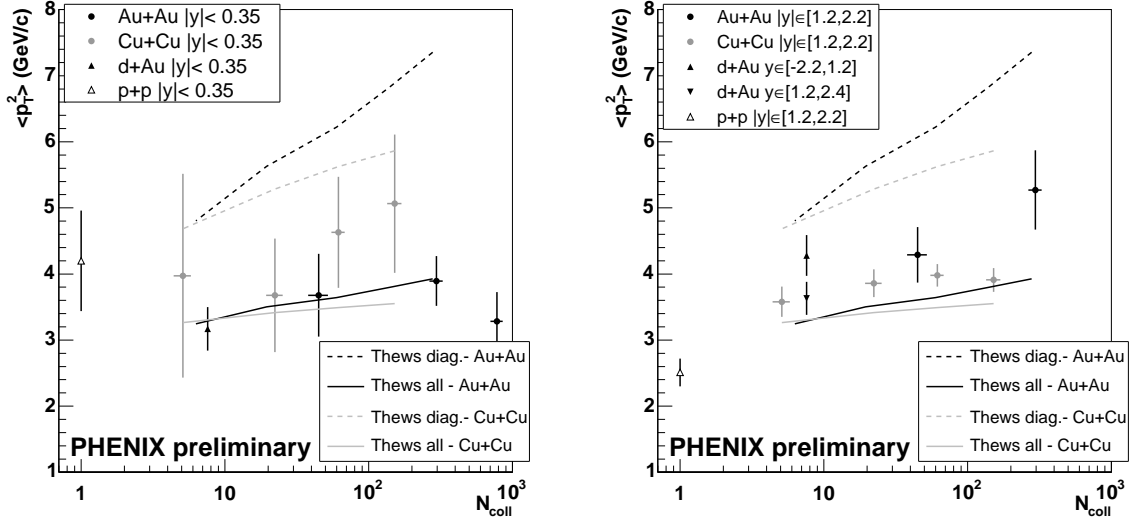 <p_T^2> (GeV/c)
8
7
6
5
4
3
2
1
Au+Au |y|< 0.35
Cu+Cu |y|< 0.35
d+Au |y|< 0.35
p+p |y|< 0.35
Thews diag.- Au+Au
Thews all - Au+Au
Thews diag.- Cu+Cu
Thews all - Cu+Cu
PHENIX preliminary
1 10 10^2 10^3
N_coll
<p_T^2> (GeV/c)
8
7
6
5
4
3
2
1
Au+Au |y|∈[1.2,2.2]
Cu+Cu |y|∈[1.2,2.2]
d+Au y∈[-2.2,1.2]
d+Au y∈[1.2,2.4]
p+p |y|∈[1.2,2.2]
Thews diag.- Au+Au
Thews all - Au+Au
Thews diag.- Cu+Cu
Thews all - Cu+Cu
PHENIX preliminary
1 10 10^2 10^3
N_coll